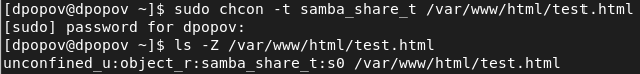 [dpopov@dpopov ~]$ sudo chcon -t samba_share_t /var/www/html/test.html
[sudo] password for dpopov:
[dpopov@dpopov ~]$ ls -Z /var/www/html/test.html
unconfined_u:object_r:samba_share_t:s0 /var/www/html/test.html